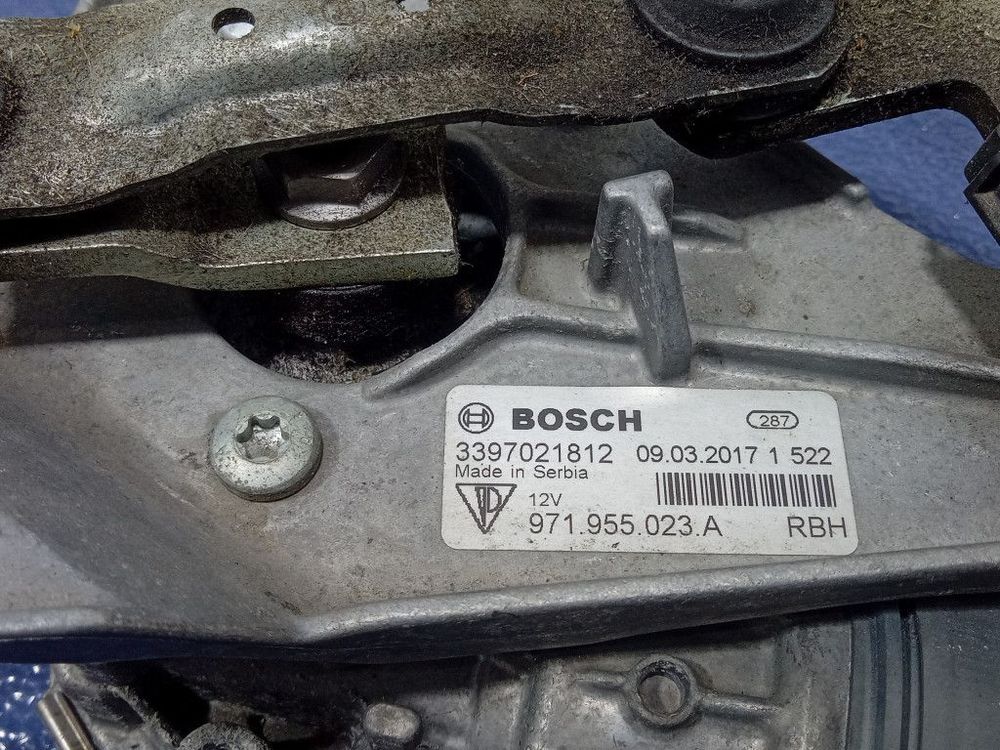 BOSCH 287
3397021812 09.03.2017 1 522
Made in Serbia
12V
971.955.023.A RBH